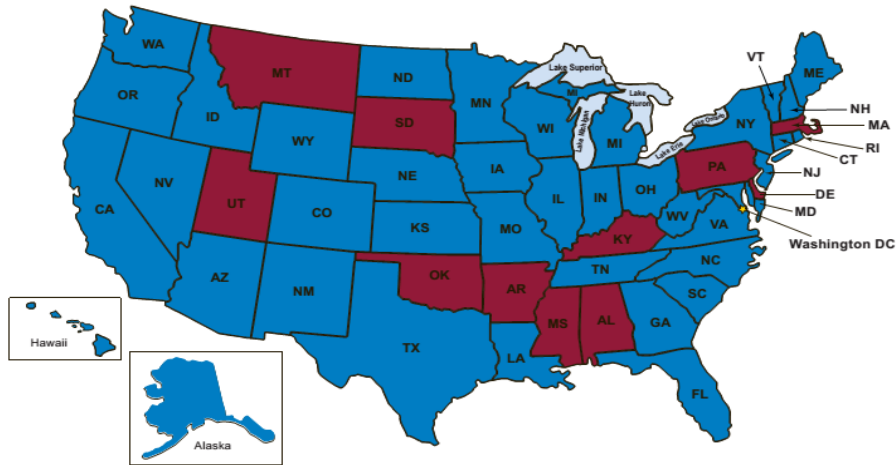 WA
MT
ND
MN
Lake Superior
MI
Lake Huron
VT
ME
OR
ID
SD
WI
Lake Michigan
MI
Lake Ontario
NY
NH
MA
WY
Lake Erie
RI
CT
IA
NE
PA
NJ
NV
UT
CO
IL
IN
OH
DE
MD
CA
KS
MO
WV
VA
KY
Washington DC
NC
TN
AZ
NM
OK
AR
SC
MS
AL
GA
TX
LA
FL
Hawaii
Alaska